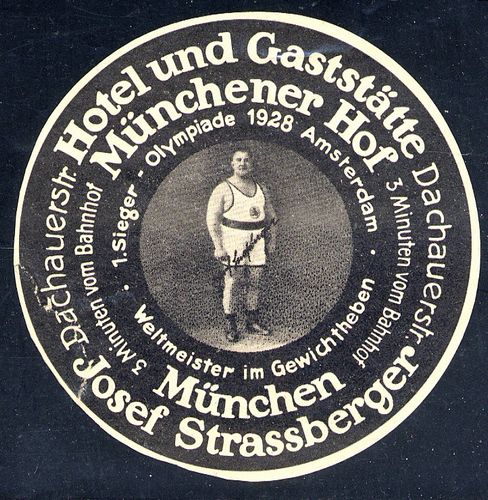 Hotel und Gaststätte
Münchener Hof
Dachauerstr.
3 Minuten vom Bahnhof
1. Sieger - Olympiade 1928 Amsterdam
Weltmeister im Gewichtheben
Dachauerstr.
3 Minuten vom Bahnhof
München
Josef Strassberger